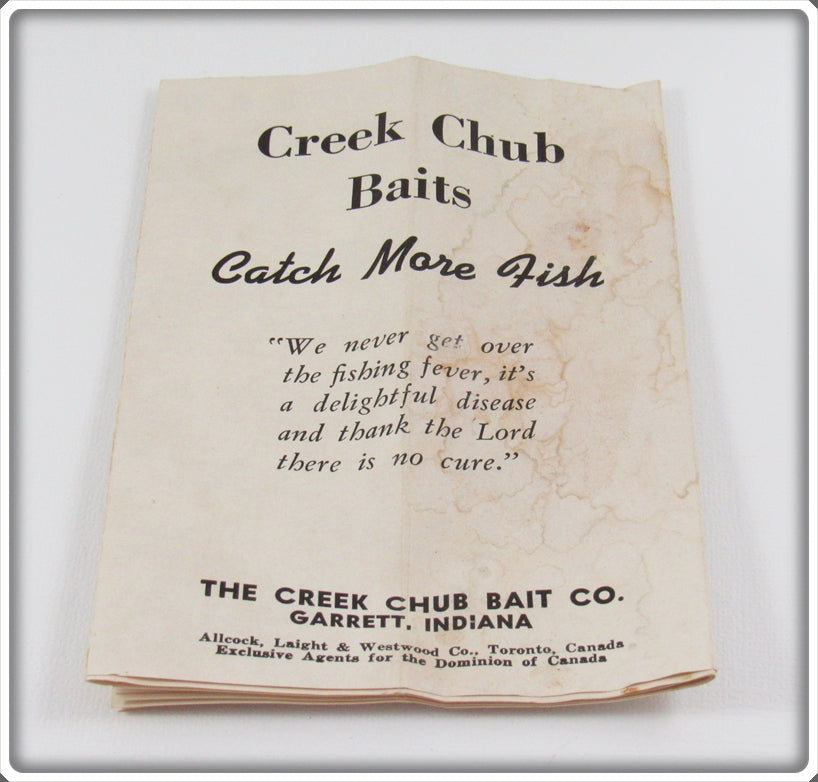 Creek Chub
Baits
Catch More Fish
"We never get over
the fishing fever, it's
a delightful disease
and thank the Lord
there is no cure."
THE CREEK CHUB BAIT CO.
GARRETT, INDIANA
Allcock, Laight & Westwood Co., Toronto, Canada
Exclusive Agents for the Dominion of Canada